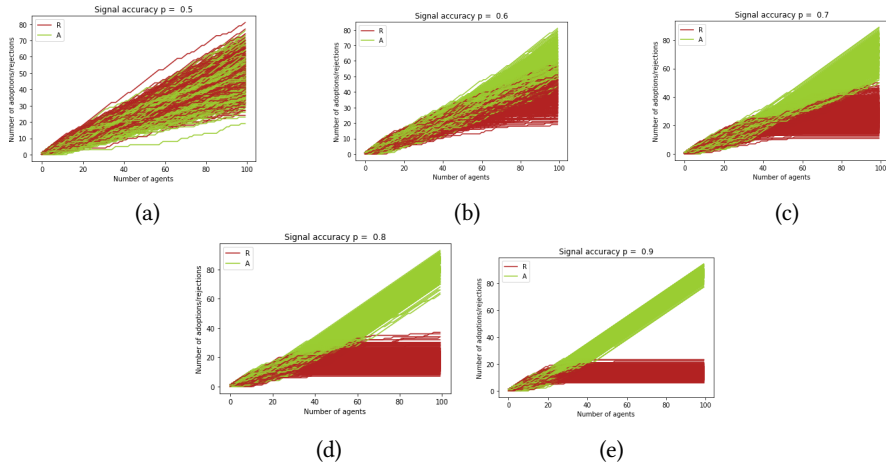 Signal accuracy p = 0.5
R
A
Number of adoptions/rejections
80
70
60
50
40
30
20
10
0
0 20 40 60 80 100
Number of agents
(a)
Signal accuracy p = 0.6
R
A
Number of adoptions/rejections
80
70
60
50
40
30
20
10
0
0 20 40 60 80 100
Number of agents
(b)
Signal accuracy p = 0.7
R
A
Number of adoptions/rejections
80
60
40
20
0
0 20 40 60 80 100
Number of agents
(c)
Signal accuracy p = 0.8
R
A
Number of adoptions/rejections
80
60
40
20
0
0 20 40 60 80 100
Number of agents
(d)
Signal accuracy p = 0.9
R
A
Number of adoptions/rejections
80
60
40
20
0
0 20 40 60 80 100
Number of agents
(e)